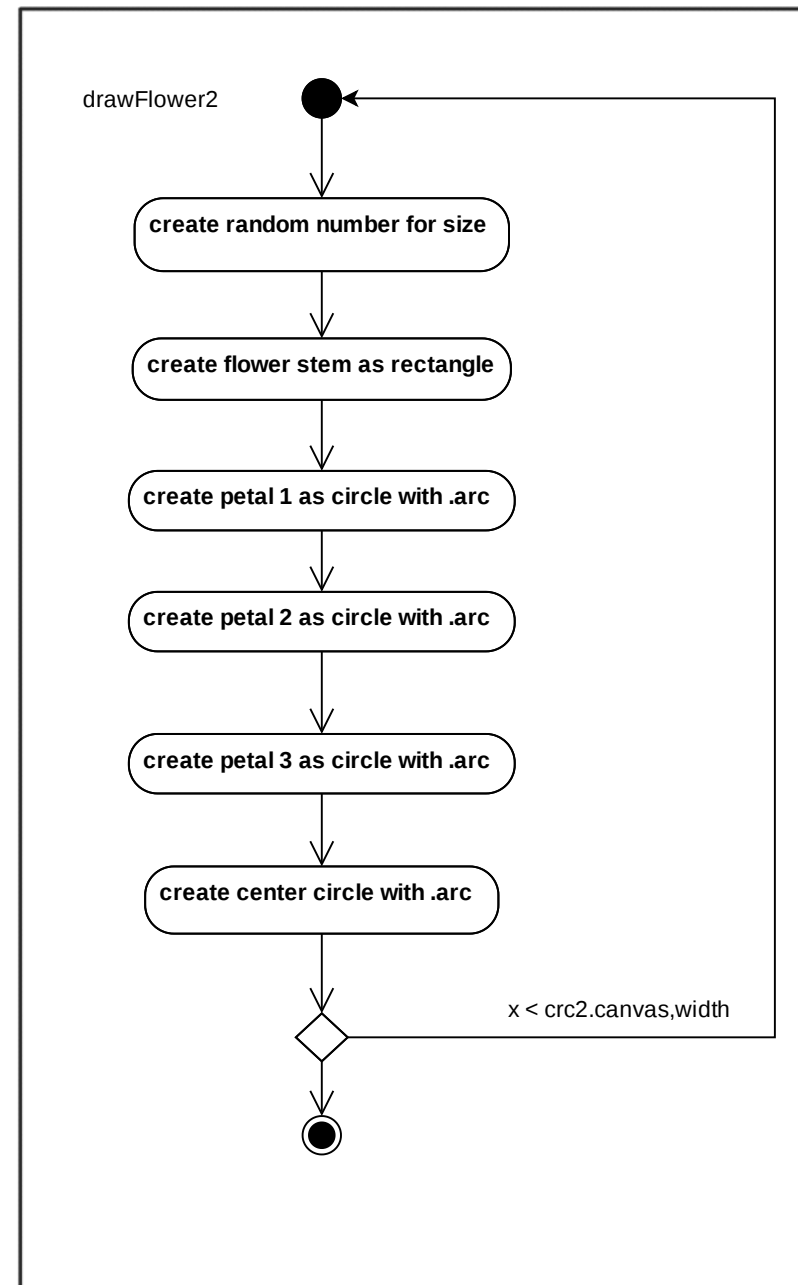 drawFlower2
create random number for size
create flower stem as rectangle
create petal 1 as circle with .arc
create petal 2 as circle with .arc
create petal 3 as circle with .arc
create center circle with .arc
x < crc2.canvas,width